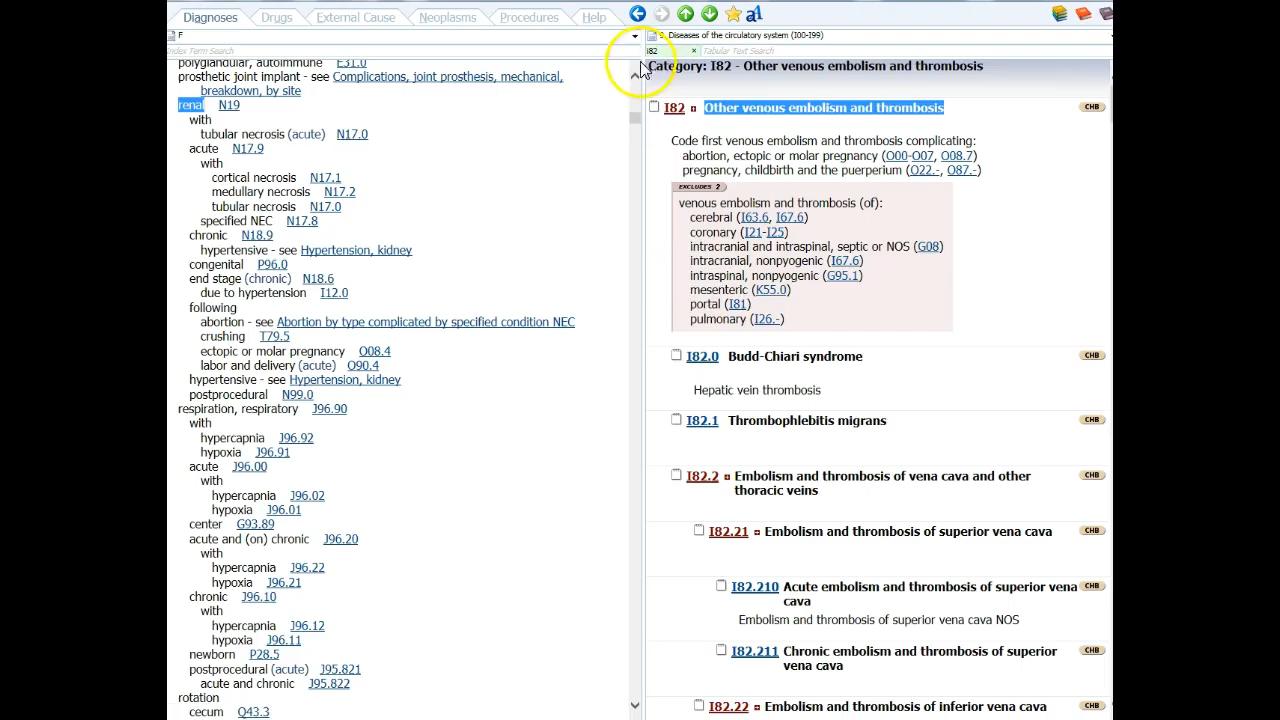 Diagnoses Drugs External Cause Neoplasms Procedures Help
F
Index Term Search
polyglandular, autoimmune E31.0
prosthetic joint implant - see Complications, joint prosthesis, mechanical,
breakdown, by site
renal N19
with
tubular necrosis (acute) N17.0
acute N17.9
with
cortical necrosis N17.1
medullary necrosis N17.2
tubular necrosis N17.0
specified NEC N17.8
chronic N18.9
hypertensive - see Hypertension, kidney
congenital P96.0
end stage (chronic) N18.6
due to hypertension I12.0
following
abortion - see Abortion by type complicated by specified condition NEC
crushing T79.5
ectopic or molar pregnancy O08.4
labor and delivery (acute) O90.4
hypertensive - see Hypertension, kidney
postprocedural N99.0
respiration, respiratory J96.90
with
hypercapnia J96.92
hypoxia J96.91
acute J96.00
with
hypercapnia J96.02
hypoxia J96.01
center G93.89
acute and (on) chronic J96.20
with
hypercapnia J96.22
hypoxia J96.21
chronic J96.10
with
hypercapnia J96.12
hypoxia J96.11
newborn P28.5
postprocedural (acute) J95.821
acute and chronic J95.822
rotation
cecum Q43.3
aA
9. Diseases of the circulatory system (I00-I99)
I82 × Tabular Text Search
Category: I82 - Other venous embolism and thrombosis
I82 Other venous embolism and thrombosis CHB
Code first venous embolism and thrombosis complicating:
abortion, ectopic or molar pregnancy (O00-O07, O08.7)
pregnancy, childbirth and the puerperium (O22.-, O87.-)
EXCLUDES 2
venous embolism and thrombosis (of):
cerebral (I63.6, I67.6)
coronary (I21-I25)
intracranial and intraspinal, septic or NOS (G08)
intracranial, nonpyogenic (I67.6)
intraspinal, nonpyogenic (G95.1)
mesenteric (K55.0)
portal (I81)
pulmonary (I26.-)
I82.0 Budd-Chiari syndrome CHB
Hepatic vein thrombosis
I82.1 Thrombophlebitis migrans CHB
I82.2 Embolism and thrombosis of vena cava and other CHB
thoracic veins
I82.21 Embolism and thrombosis of superior vena cava CHB
I82.210 Acute embolism and thrombosis of superior vena CHB
cava
Embolism and thrombosis of superior vena cava NOS
I82.211 Chronic embolism and thrombosis of superior CHB
vena cava
I82.22 Embolism and thrombosis of inferior vena cava CHB